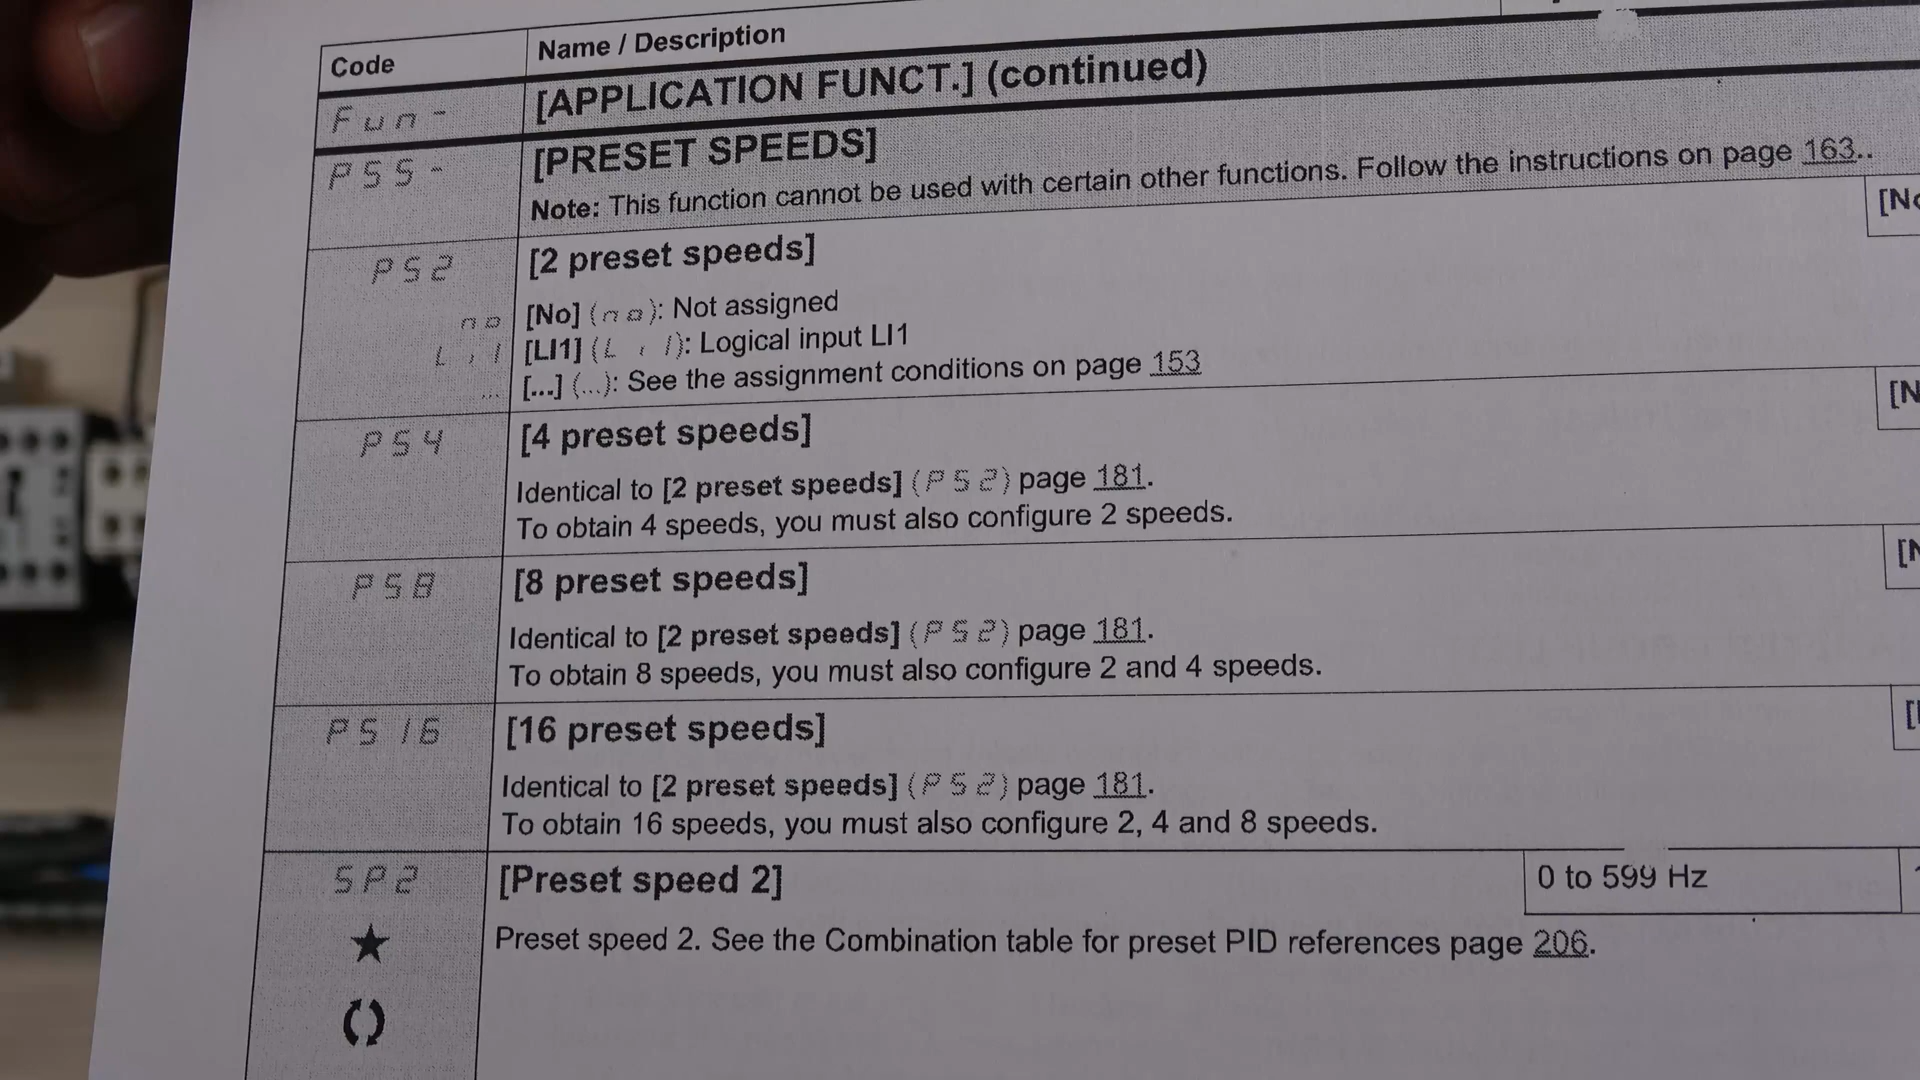 Code Name / Description
Fun- [APPLICATION FUNCT.] (continued)
PSS- [PRESET SPEEDS]
Note: This function cannot be used with certain other functions. Follow the instructions on page 163..
PS2 [2 preset speeds]
no [No] (no): Not assigned
L i 1 [LI1] (L i 1): Logical input LI1
... [...] (...): See the assignment conditions on page 153
PS4 [4 preset speeds]
Identical to [2 preset speeds] (PS2) page 181.
To obtain 4 speeds, you must also configure 2 speeds.
PS8 [8 preset speeds]
Identical to [2 preset speeds] (PS2) page 181.
To obtain 8 speeds, you must also configure 2 and 4 speeds.
PS16 [16 preset speeds]
Identical to [2 preset speeds] (PS2) page 181.
To obtain 16 speeds, you must also configure 2, 4 and 8 speeds.
SP2 [Preset speed 2] 0 to 599 Hz
Preset speed 2. See the Combination table for preset PID references page 206.